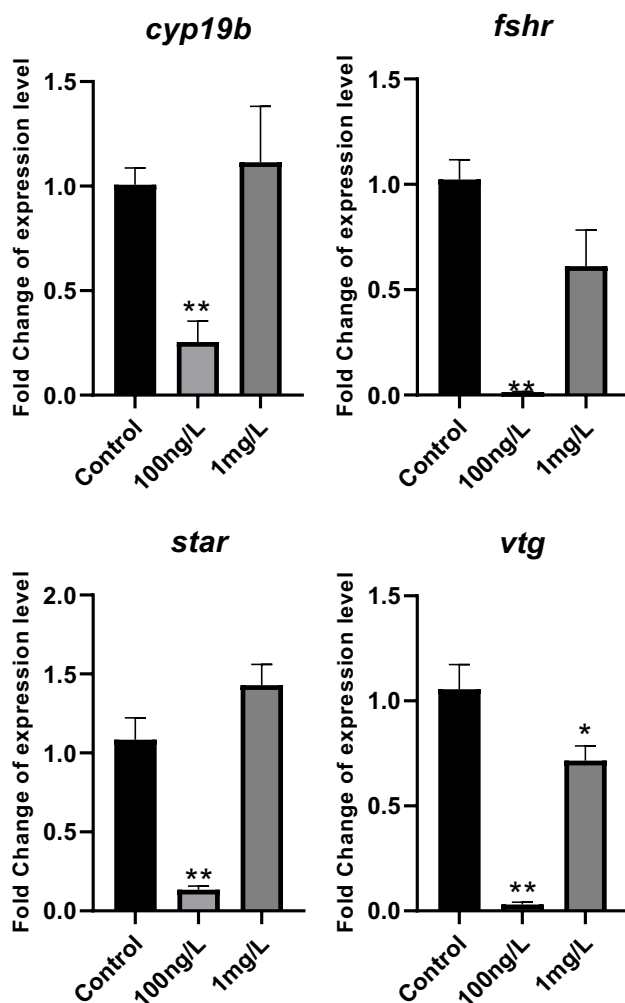 cyp19b
fshr
Fold Change of expression level
1.5
1.0
0.5
0.0
**
Control
100ng/L
1mg/L
Fold Change of expression level
1.5
1.0
0.5
0.0
**
Control
100ng/L
1mg/L
star
vtg
Fold Change of expression level
2.0
1.5
1.0
0.5
0.0
**
Control
100ng/L
1mg/L
Fold Change of expression level
1.5
1.0
0.5
0.0
**
*
Control
100ng/L
1mg/L